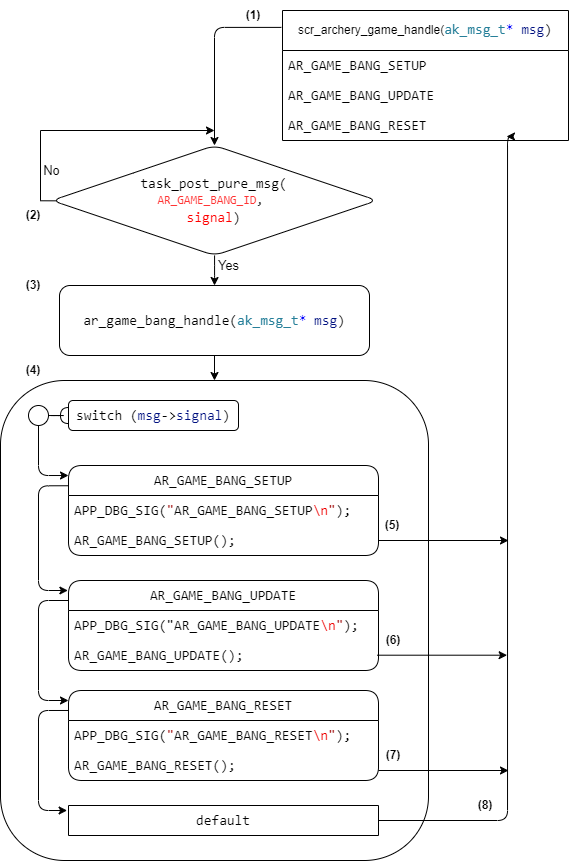 (1)
scr_archery_game_handle(ak_msg_t* msg)
AR_GAME_BANG_SETUP
AR_GAME_BANG_UPDATE
AR_GAME_BANG_RESET
No
task_post_pure_msg(
AR_GAME_BANG_ID,
signal)
(2)
Yes
(3)
ar_game_bang_handle(ak_msg_t* msg)
(4)
switch (msg->signal)
AR_GAME_BANG_SETUP
APP_DBG_SIG("AR_GAME_BANG_SETUP\n");
AR_GAME_BANG_SETUP();
(5)
AR_GAME_BANG_UPDATE
APP_DBG_SIG("AR_GAME_BANG_UPDATE\n");
AR_GAME_BANG_UPDATE();
(6)
AR_GAME_BANG_RESET
APP_DBG_SIG("AR_GAME_BANG_RESET\n");
AR_GAME_BANG_RESET();
(7)
default
(8)